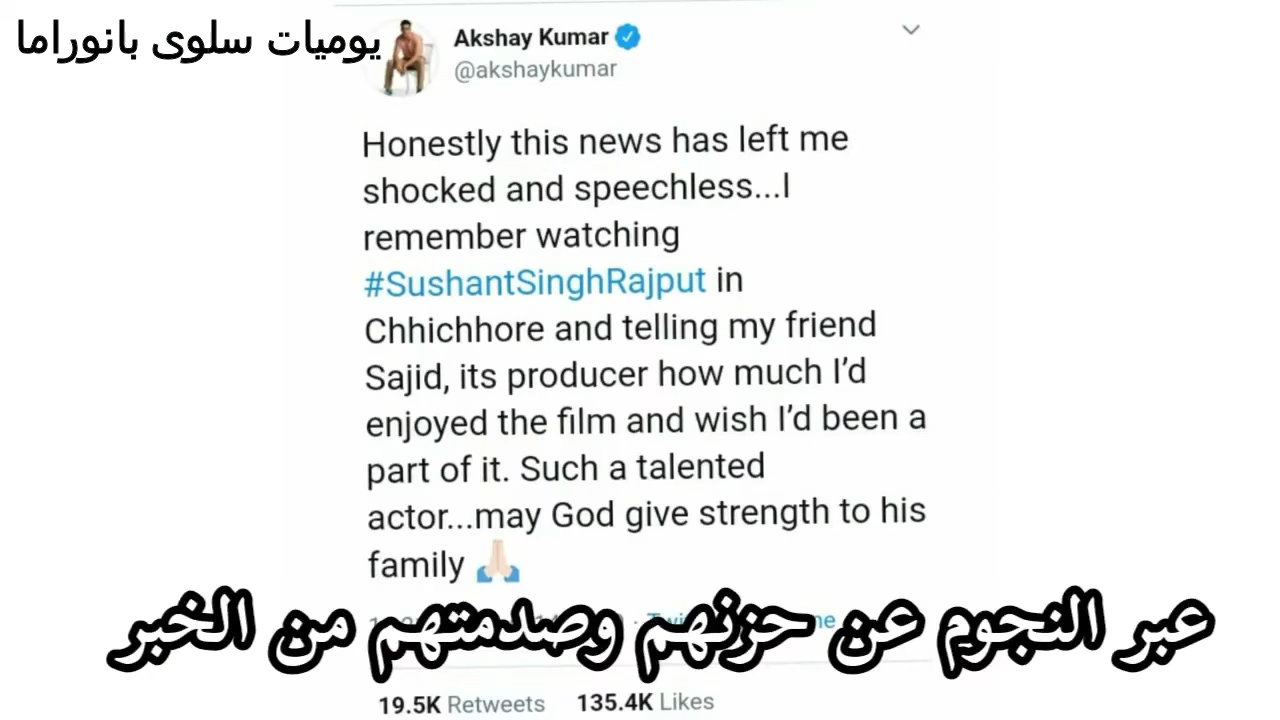 يوميات سلوى بانوراما
Akshay Kumar
@akshaykumar
Honestly this news has left me
shocked and speechless...I
remember watching
#SushantSinghRajput in
Chhichhore and telling my friend
Sajid, its producer how much I'd
enjoyed the film and wish I'd been a
part of it. Such a talented
actor...may God give strength to his
family 🙏🏻
عبر النجوم عن حزنهم وصدمتهم من الخبر
19.5K Retweets 135.4K Likes